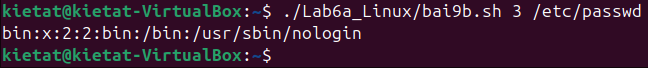 kietat@kietat-VirtualBox:~$ ./Lab6a_Linux/bai9b.sh 3 /etc/passwd
bin:x:2:2:bin:/bin:/usr/sbin/nologin
kietat@kietat-VirtualBox:~$